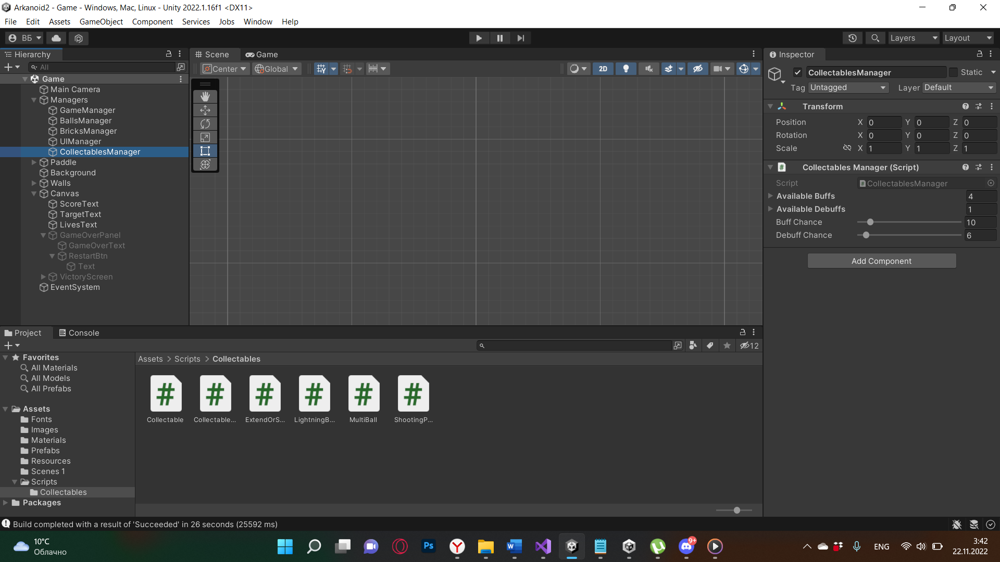 Arkanoid2 - Game - Windows, Mac, Linux - Unity 2022.1.16f1 <DX11>
File Edit Assets GameObject Component Services Jobs Window Help
ВБ
Layers Layout
Hierarchy
All
Game
Main Camera
Managers
GameManager
BallsManager
BricksManager
UIManager
CollectablesManager
Paddle
Background
Walls
Canvas
ScoreText
TargetText
LivesText
GameOverPanel
GameOverText
RestartBtn
Text
VictoryScreen
EventSystem
Scene Game
Center Global 2D
Inspector
CollectablesManager Static
Tag Untagged Layer Default
Transform
Position X 0 Y 0 Z 0
Rotation X 0 Y 0 Z 0
Scale X 1 Y 1 Z 1
Collectables Manager (Script)
Script CollectablesManager
Available Buffs 4
Available Debuffs 1
Buff Chance 10
Debuff Chance 6
Add Component
Project Console
12
Favorites
All Materials
All Models
All Prefabs
Assets
Fonts
Images
Materials
Prefabs
Resources
Scenes 1
Scripts
Collectables
Packages
Assets > Scripts > Collectables
Collectable Collectable... ExtendOrS... LightningB... MultiBall ShootingP...
Build completed with a result of 'Succeeded' in 26 seconds (25592 ms)
10°C
Облачно
Ps
W
9+
ENG
3:42
22.11.2022